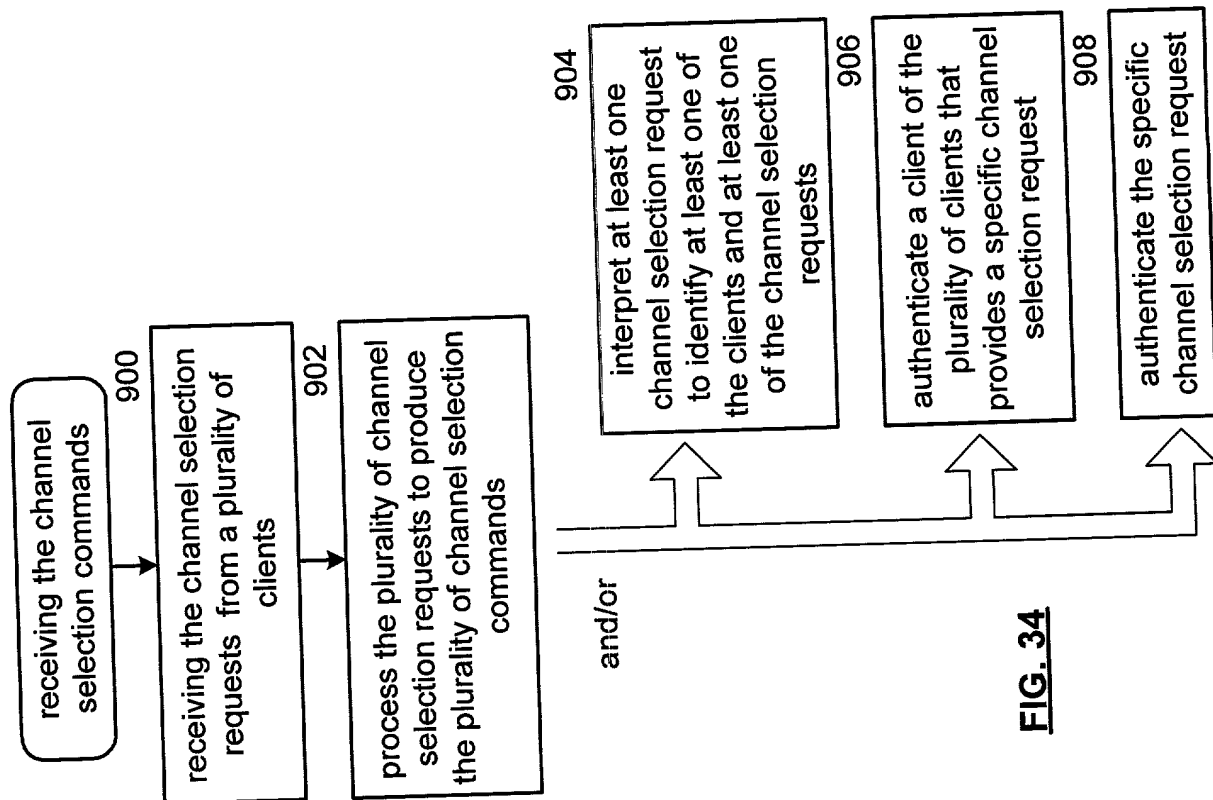 receiving the channel
selection commands
900
receiving the channel selection
requests from a plurality of
clients
902
process the plurality of channel
selection requests to produce
the plurality of channel selection
commands
and/or
904
interpret at least one
channel selection request
to identify at least one of
the clients and at least one
of the channel selection
requests
906
authenticate a client of the
plurality of clients that
provides a specific channel
selection request
908
authenticate the specific
channel selection request
FIG. 34